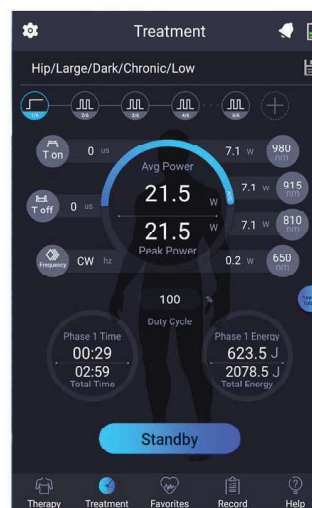 Treatment
Hip/Large/Dark/Chronic/Low
1/6 2/6 3/6 4/6 6/6
T on 0 us
7.1 W 980 nm
Avg Power
21.5 W
7.1 W 915 nm
T off 0 us
21.5 W
7.1 W 810 nm
Peak Power
Frequency CW hz
0.2 W 650 nm
100 %
Duty Cycle
Phase 1 Time
00:29
02:59
Total Time
Phase 1 Energy
623.5 J
2078.5 J
Total Energy
Standby
Therapy Treatment Favorites Record Help